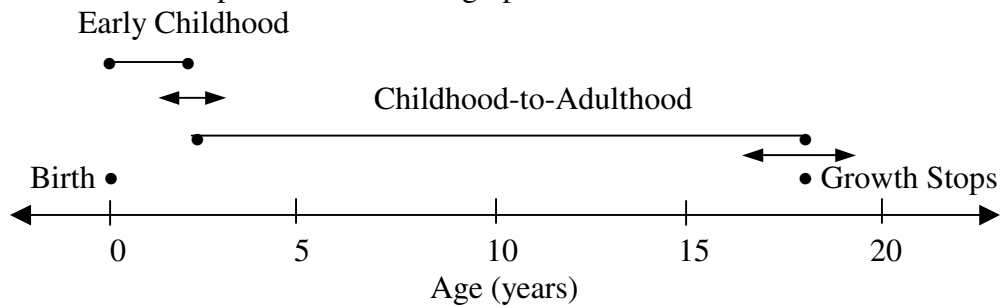 Early Childhood
Childhood-to-Adulthood
Birth
Growth Stops
0 5 10 15 20
Age (years)